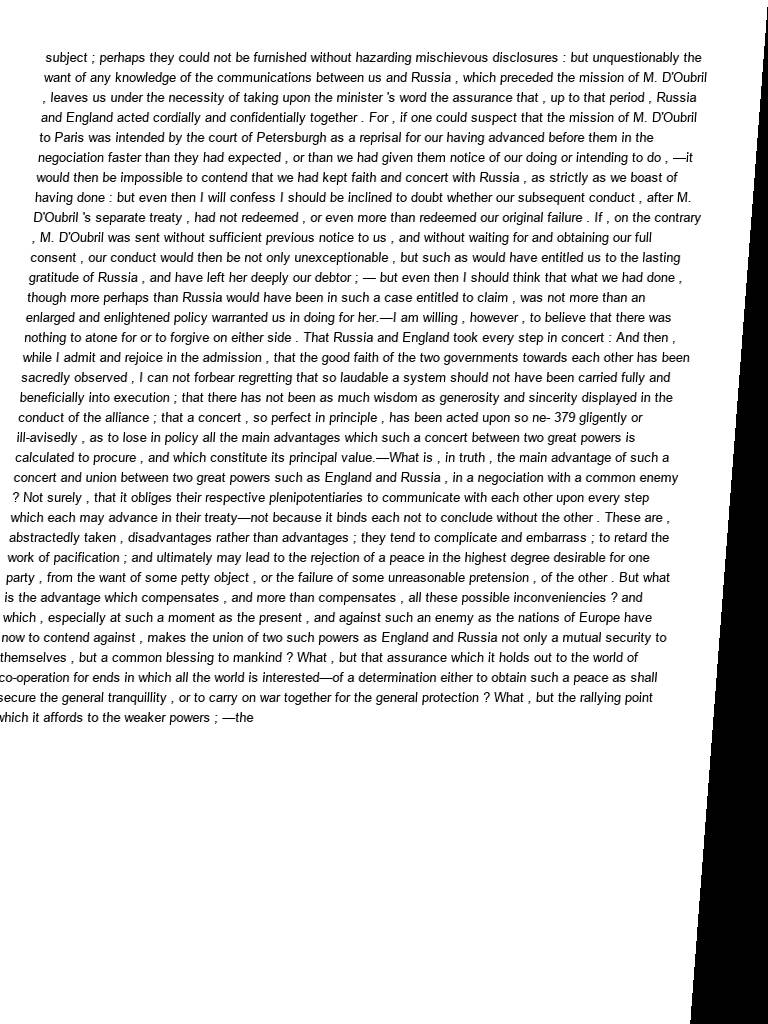 subject ; perhaps they could not be furnished without hazarding mischievous disclosures : but unquestionably the
want of any knowledge of the communications between us and Russia , which preceded the mission of M. D'Oubril
, leaves us under the necessity of taking upon the minister 's word the assurance that , up to that period , Russia
and England acted cordially and confidentially together . For , if one could suspect that the mission of M. D'Oubril
to Paris was intended by the court of Petersburgh as a reprisal for our having advanced before them in the
negociation faster than they had expected , or than we had given them notice of our doing or intending to do , —it
would then be impossible to contend that we had kept faith and concert with Russia , as strictly as we boast of
having done : but even then I will confess I should be inclined to doubt whether our subsequent conduct , after M.
D'Oubril 's separate treaty , had not redeemed , or even more than redeemed our original failure . If , on the contrary
, M. D'Oubril was sent without sufficient previous notice to us , and without waiting for and obtaining our full
consent , our conduct would then be not only unexceptionable , but such as would have entitled us to the lasting
gratitude of Russia , and have left her deeply our debtor ; — but even then I should think that what we had done ,
though more perhaps than Russia would have been in such a case entitled to claim , was not more than an
enlarged and enlightened policy warranted us in doing for her.—I am willing , however , to believe that there was
nothing to atone for or to forgive on either side . That Russia and England took every step in concert : And then ,
while I admit and rejoice in the admission , that the good faith of the two governments towards each other has been
sacredly observed , I can not forbear regretting that so laudable a system should not have been carried fully and
beneficially into execution ; that there has not been as much wisdom as generosity and sincerity displayed in the
conduct of the alliance ; that a concert , so perfect in principle , has been acted upon so ne- 379 gligently or
ill-avisedly , as to lose in policy all the main advantages which such a concert between two great powers is
calculated to procure , and which constitute its principal value.—What is , in truth , the main advantage of such a
concert and union between two great powers such as England and Russia , in a negociation with a common enemy
? Not surely , that it obliges their respective plenipotentiaries to communicate with each other upon every step
which each may advance in their treaty—not because it binds each not to conclude without the other . These are ,
abstractedly taken , disadvantages rather than advantages ; they tend to complicate and embarrass ; to retard the
work of pacification ; and ultimately may lead to the rejection of a peace in the highest degree desirable for one
party , from the want of some petty object , or the failure of some unreasonable pretension , of the other . But what
is the advantage which compensates , and more than compensates , all these possible inconveniencies ? and
which , especially at such a moment as the present , and against such an enemy as the nations of Europe have
now to contend against , makes the union of two such powers as England and Russia not only a mutual security to
themselves , but a common blessing to mankind ? What , but that assurance which it holds out to the world of
co-operation for ends in which all the world is interested—of a determination either to obtain such a peace as shall
secure the general tranquillity , or to carry on war together for the general protection ? What , but the rallying point
which it affords to the weaker powers ; —the